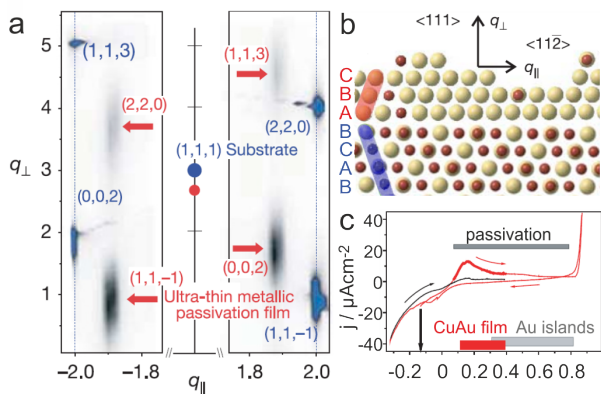 a
q⊥
5
4
3
2
1
(1,1,3)
(2,2,0)
(0,0,2)
(1,1,−1)
(1,1,1) Substrate
Ultra-thin metallic
passivation film
(1,1,3)
(2,2,0)
(0,0,2)
(1,1,−1)
-2.0 -1.8 1.8 2.0
q∥
b
<111> q⊥ <112̄>
q∥
C
B
A
B
C
A
B
c
j / µAcm⁻²
40
20
0
-20
-40
passivation
CuAu film Au islands
-0.2 0 0.2 0.4 0.6 0.8